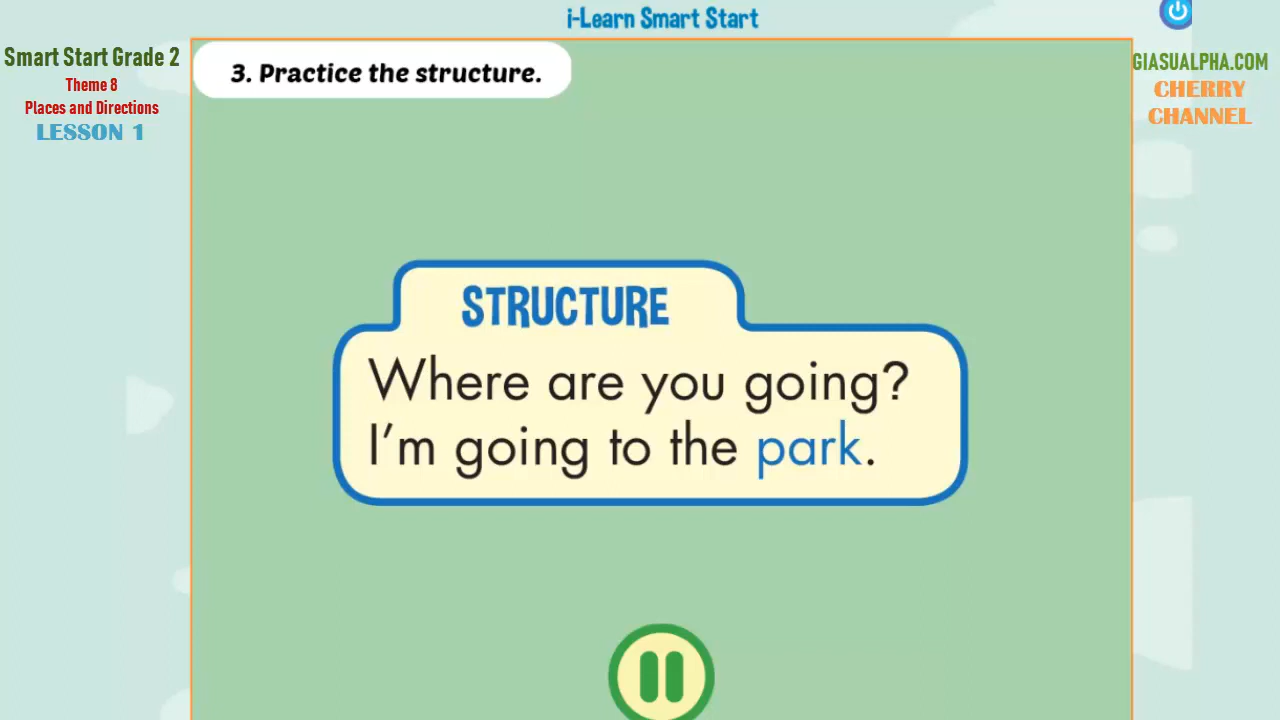 i-Learn Smart Start
Smart Start Grade 2
Theme 8
Places and Directions
LESSON 1
GIASUALPHA.COM
CHERRY
CHANNEL
3. Practice the structure.
STRUCTURE
Where are you going?
I'm going to the park.